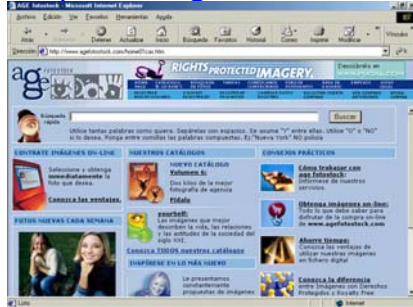 AGE fotostock - Microsoft Internet Explorer
Archivo Edición Ver Favoritos Herramientas Ayuda
Atrás Detener Actualizar Inicio Búsqueda Favoritos Historial Correo Imprimir Modificar
Vínculos
Dirección http://www.agefotostock.com/home01cas.htm
age fotostock
RIGHTS PROTECTED IMAGERY.
Descúbrela en
Búsqueda rápida
Buscar
Utilice tantas palabras como quiera. Sepárelas con espacios. Se asume "Y" entre ellas. Utilice "O" o "NO"
si lo desea. Ponga entre comillas las palabras compuestas. Ej:"Nueva York" NO policía
CONTRATE IMÁGENES ON-LINE
Seleccione y obtenga
inmediatamente la
foto que desea.
Conozca las ventajas.
FOTOS NUEVAS CADA SEMANA
NUESTROS CATÁLOGOS
NUEVO CATÁLOGO
Volumen 6:
Dos kilos de la mejor
fotografía de agencia
Pídalo
yourself:
Las imágenes que mejor
describen la vida, las relaciones
y las actitudes de la sociedad del
siglo XXI.
Conozca TODOS nuestros catálogos
INSPÍRESE EN LO MÁS NUEVO
Le presentamos
constantemente
propuestas de imágenes
CONSEJOS PRÁCTICOS
Cómo trabajar con
age fotostock:
Infórmese de nuestros
servicios.
Obtenga imágenes on-line:
Todo lo que debe saber para
disfrutar de la compra on-line
de www.agefotostock.com
Ahorre tiempo:
Conozca las ventajas de
utilizar nuestras imágenes
en fichero digital
Conozca la diferencia
entre Imágenes con Derechos
Protegidos y Royalty Free
Listo
Internet